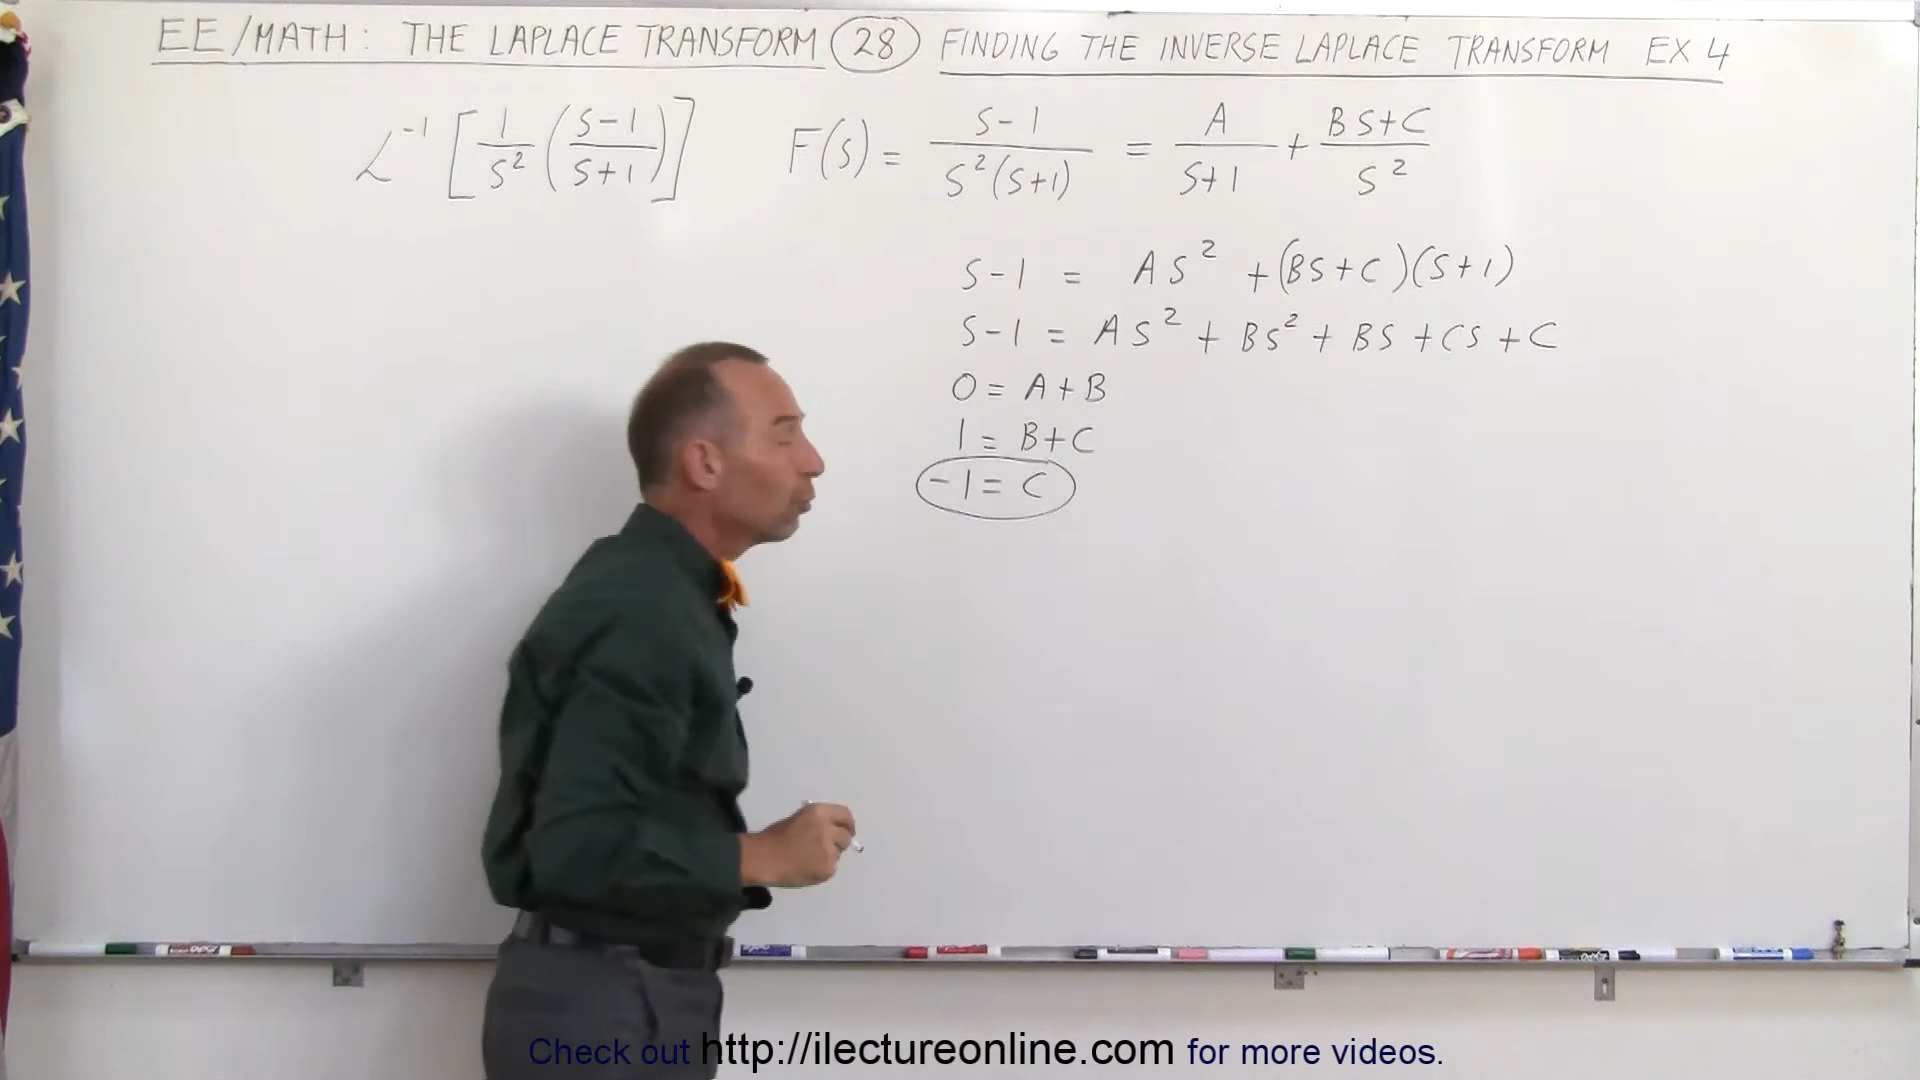 EE/MATH: THE LAPLACE TRANSFORM 28 FINDING THE INVERSE LAPLACE TRANSFORM EX 4
ℒ⁻¹ [1/S² (S-1/S+1)] F(s) = S-1/S²(S+1) = A/S+1 + BS+C/S²
S-1 = AS² + (BS+C)(S+1)
S-1 = AS² + BS² + BS + CS + C
0 = A+B
1 = B+C
-1 = C
Check out http://ilectureonline.com for more videos.